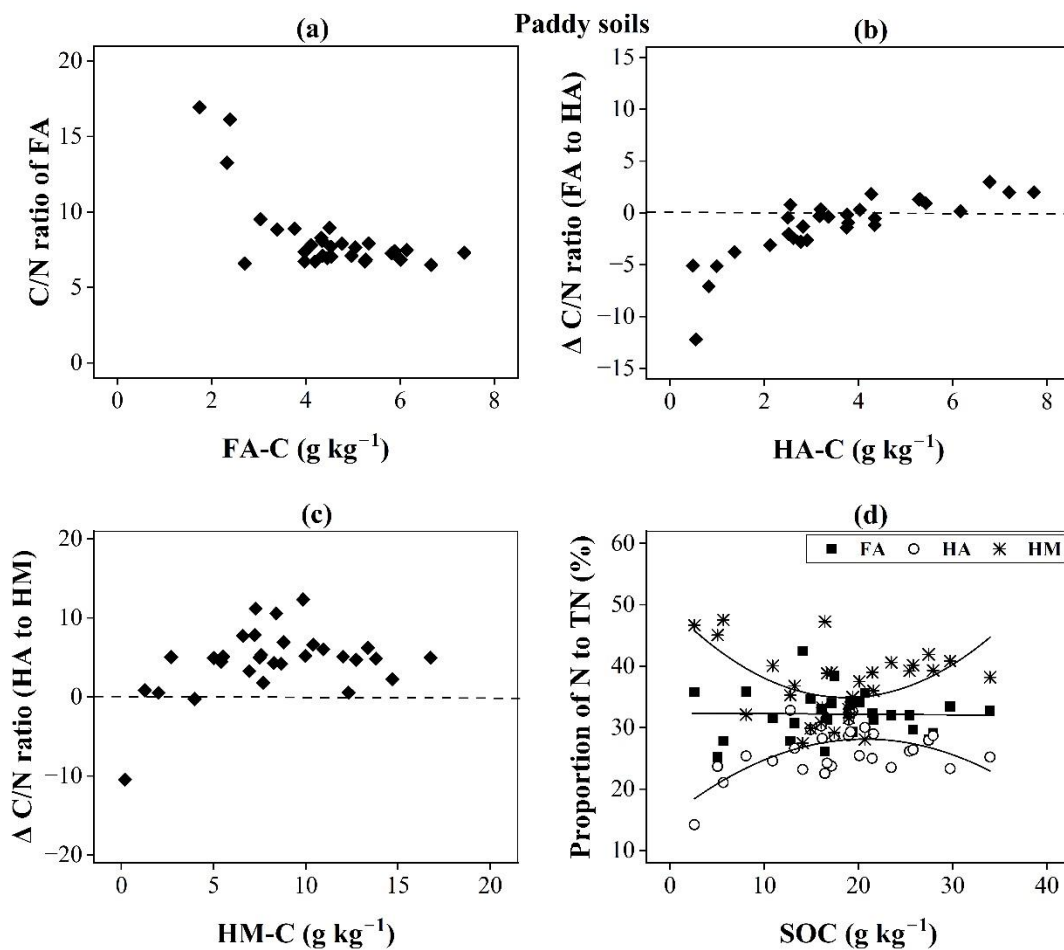 Paddy soils
(a)
C/N ratio of FA
20
15
10
5
0
0 2 4 6 8
FA-C (g kg⁻¹)
(b)
Δ C/N ratio (FA to HA)
15
10
5
0
−5
−10
−15
0 2 4 6 8
HA-C (g kg⁻¹)
(c)
Δ C/N ratio (HA to HM)
20
10
0
−10
−20
0 5 10 15 20
HM-C (g kg⁻¹)
(d)
FA HA HM
Proportion of N to TN (%)
60
50
40
30
20
10
0 10 20 30 40
SOC (g kg⁻¹)